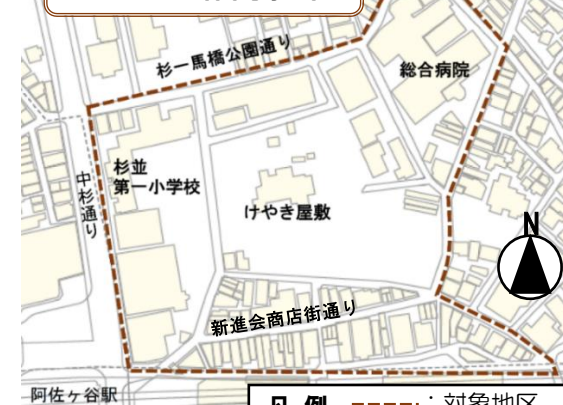 杉一馬橋公園通り
総合病院
杉並
第一小学校
中杉通り
けやき屋敷
N
新進会商店街通り
阿佐ヶ谷駅
凡 例 ：対象地区